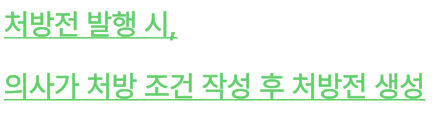 처방전 발행 시,
의사가 처방 조건 작성 후 처방전 생성